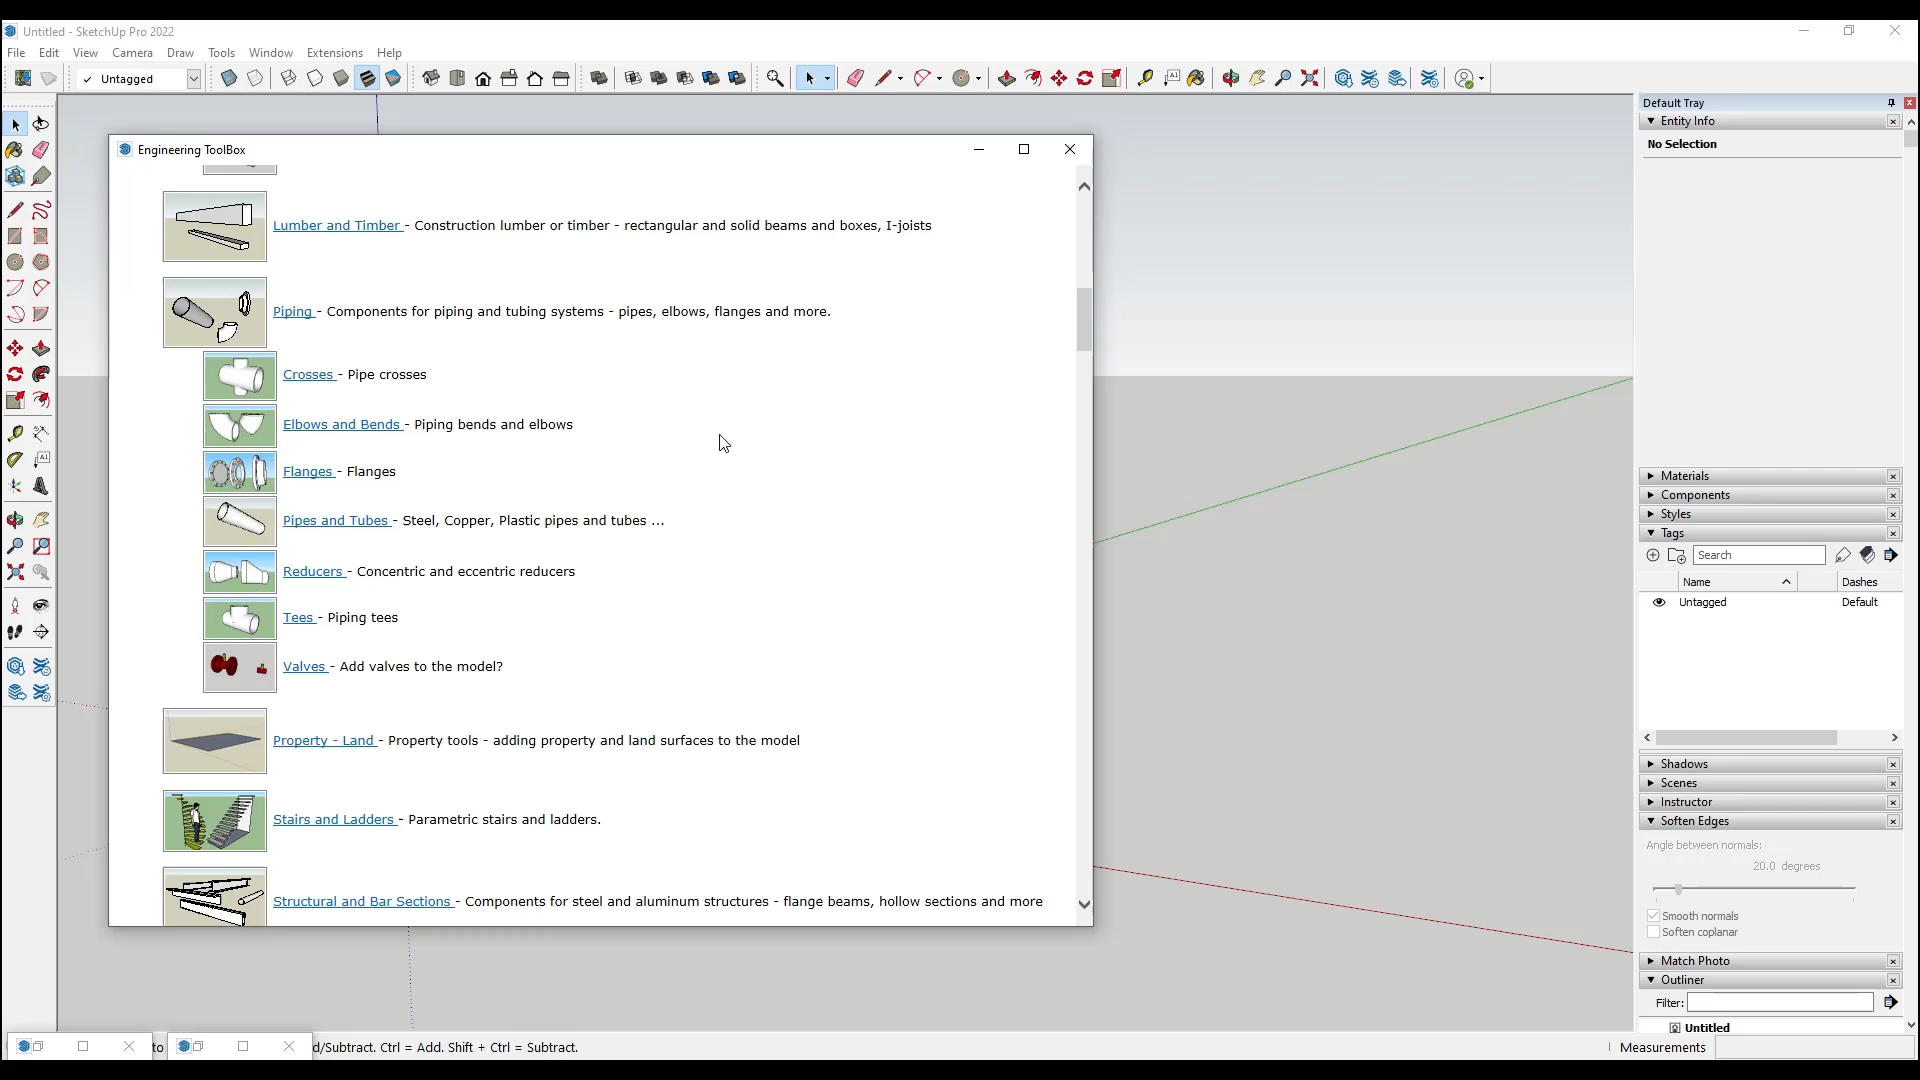 Untitled - SketchUp Pro 2022
File Edit View Camera Draw Tools Window Extensions Help
Untagged
Engineering ToolBox
Lumber and Timber - Construction lumber or timber - rectangular and solid beams and boxes, I-joists
Piping - Components for piping and tubing systems - pipes, elbows, flanges and more.
Crosses - Pipe crosses
Elbows and Bends - Piping bends and elbows
Flanges - Flanges
Pipes and Tubes - Steel, Copper, Plastic pipes and tubes ...
Reducers - Concentric and eccentric reducers
Tees - Piping tees
Valves - Add valves to the model?
Property - Land - Property tools - adding property and land surfaces to the model
Stairs and Ladders - Parametric stairs and ladders.
Structural and Bar Sections - Components for steel and aluminum structures - flange beams, hollow sections and more
Default Tray
Entity Info
No Selection
Materials
Components
Styles
Tags
Search
Name Dashes
Untagged Default
Shadows
Scenes
Instructor
Soften Edges
Angle between normals:
20.0 degrees
Smooth normals
Soften coplanar
Match Photo
Outliner
Filter:
Untitled
to d/Subtract. Ctrl = Add. Shift + Ctrl = Subtract.
Measurements